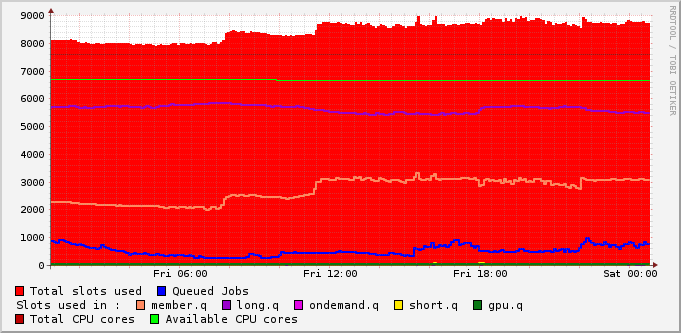 9000
8000
7000
6000
5000
4000
3000
2000
1000
0
Fri 06:00 Fri 12:00 Fri 18:00 Sat 00:00
Total slots used Queued Jobs
Slots used in : member.q long.q ondemand.q short.q gpu.q
Total CPU cores Available CPU cores
RRDTOOL / TOBI OETIKER